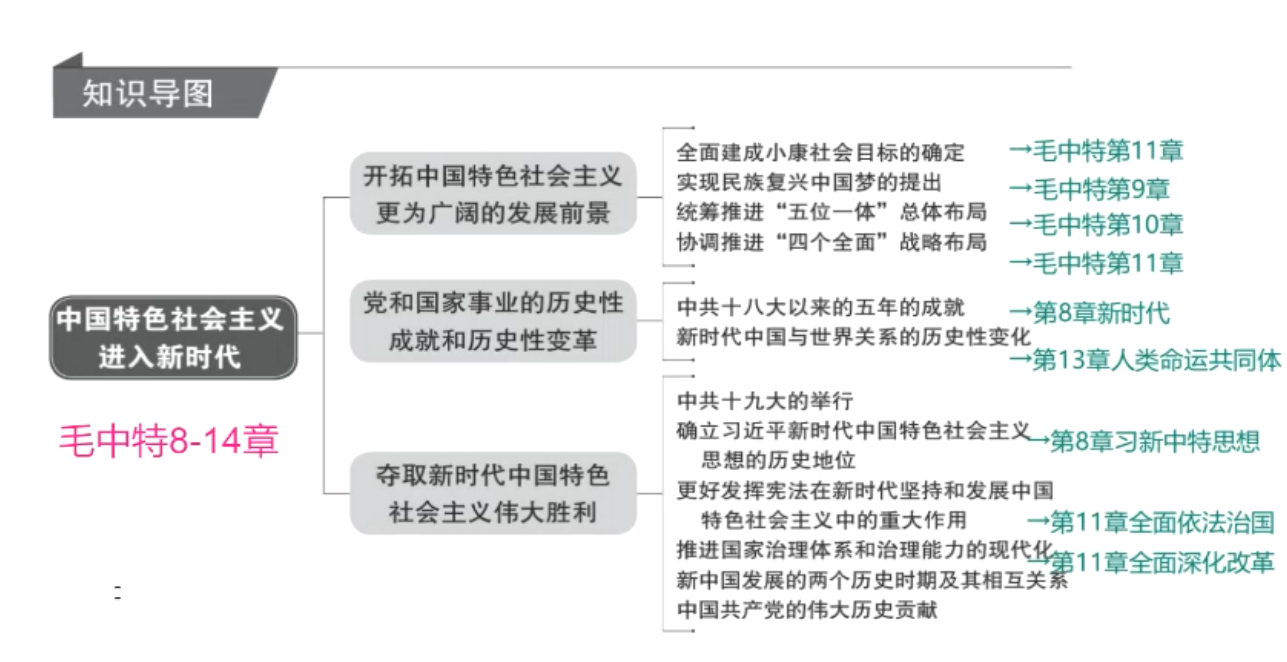 知识导图
开拓中国特色社会主义
更为广阔的发展前景
全面建成小康社会目标的确定
→毛中特第11章
实现民族复兴中国梦的提出
→毛中特第9章
统筹推进“五位一体”总体布局
→毛中特第10章
协调推进“四个全面”战略布局
→毛中特第11章
中国特色社会主义
进入新时代
毛中特8-14章
党和国家事业的历史性
成就和历史性变革
中共十八大以来的五年的成就
→第8章新时代
新时代中国与世界关系的历史性变化
→第13章人类命运共同体
夺取新时代中国特色
社会主义伟大胜利
中共十九大的举行
确立习近平新时代中国特色社会主义
思想的历史地位
→第8章习新中特思想
更好发挥宪法在新时代坚持和发展中国
特色社会主义中的重大作用
→第11章全面依法治国
推进国家治理体系和治理能力的现代化
→第11章全面深化改革
新中国发展的两个历史时期及其相互关系
中国共产党的伟大历史贡献